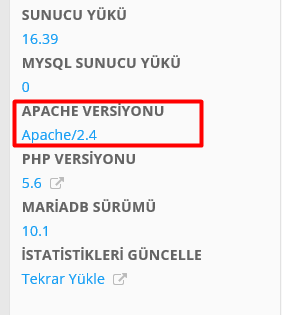 SUNUCU YÜKÜ
16.39
MYSQL SUNUCU YÜKÜ
0
APACHE VERSİYONU
Apache/2.4
PHP VERSİYONU
5.6
MARİADB SÜRÜMÜ
10.1
İSTATİSTİKLERİ GÜNCELLE
Tekrar Yükle